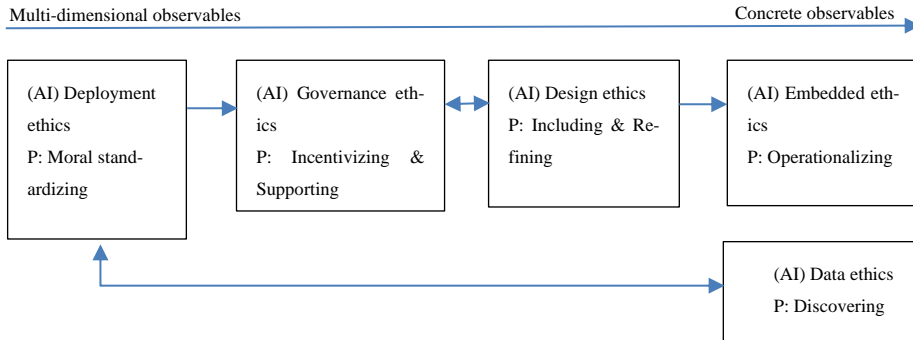 Multi-dimensional observables
Concrete observables
(AI) Deployment
ethics
P: Moral stand-
ardizing
(AI) Governance eth-
ics
P: Incentivizing &
Supporting
(AI) Design ethics
P: Including & Re-
fining
(AI) Embedded eth-
ics
P: Operationalizing
(AI) Data ethics
P: Discovering